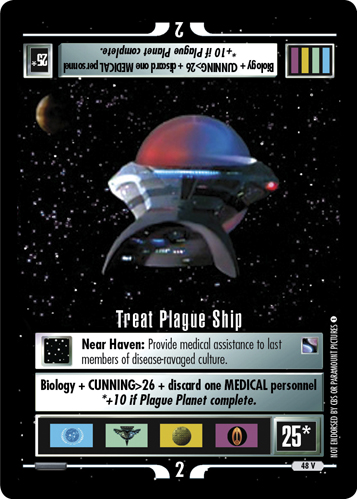 2
Biology + CUNNING>26 + discard one MEDICAL personnel
*+10 if Plague Planet complete.
25*
Treat Plague Ship
Near Haven: Provide medical assistance to last
members of disease-ravaged culture.
Biology + CUNNING>26 + discard one MEDICAL personnel
*+10 if Plague Planet complete.
25*
2
48 V
NOT ENDORSED BY CBS OR PARAMOUNT PICTURES